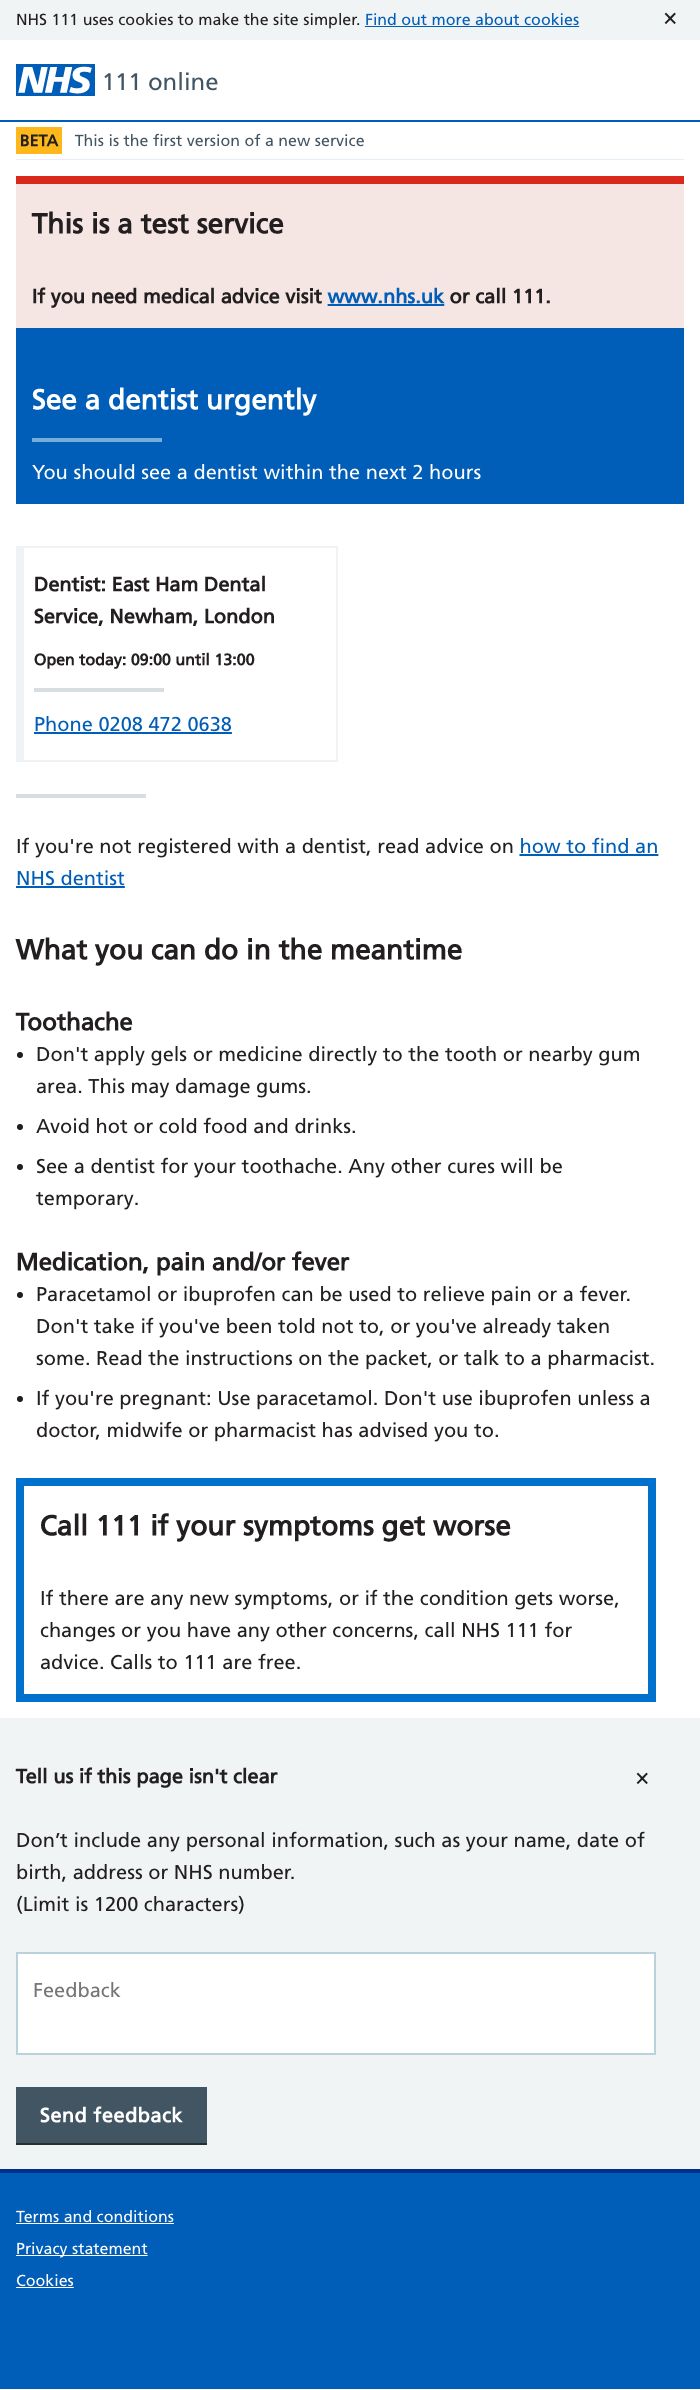 NHS 111 uses cookies to make the site simpler. Find out more about cookies ✕
NHS 111 online
BETA This is the first version of a new service
This is a test service
If you need medical advice visit www.nhs.uk or call 111.
See a dentist urgently
You should see a dentist within the next 2 hours
Dentist: East Ham Dental
Service, Newham, London
Open today: 09:00 until 13:00
Phone 0208 472 0638
If you're not registered with a dentist, read advice on how to find an
NHS dentist
What you can do in the meantime
Toothache
• Don't apply gels or medicine directly to the tooth or nearby gum
area. This may damage gums.
• Avoid hot or cold food and drinks.
• See a dentist for your toothache. Any other cures will be
temporary.
Medication, pain and/or fever
• Paracetamol or ibuprofen can be used to relieve pain or a fever.
Don't take if you've been told not to, or you've already taken
some. Read the instructions on the packet, or talk to a pharmacist.
• If you're pregnant: Use paracetamol. Don't use ibuprofen unless a
doctor, midwife or pharmacist has advised you to.
Call 111 if your symptoms get worse
If there are any new symptoms, or if the condition gets worse,
changes or you have any other concerns, call NHS 111 for
advice. Calls to 111 are free.
Tell us if this page isn't clear ✕
Don’t include any personal information, such as your name, date of
birth, address or NHS number.
(Limit is 1200 characters)
Feedback
Send feedback
Terms and conditions
Privacy statement
Cookies